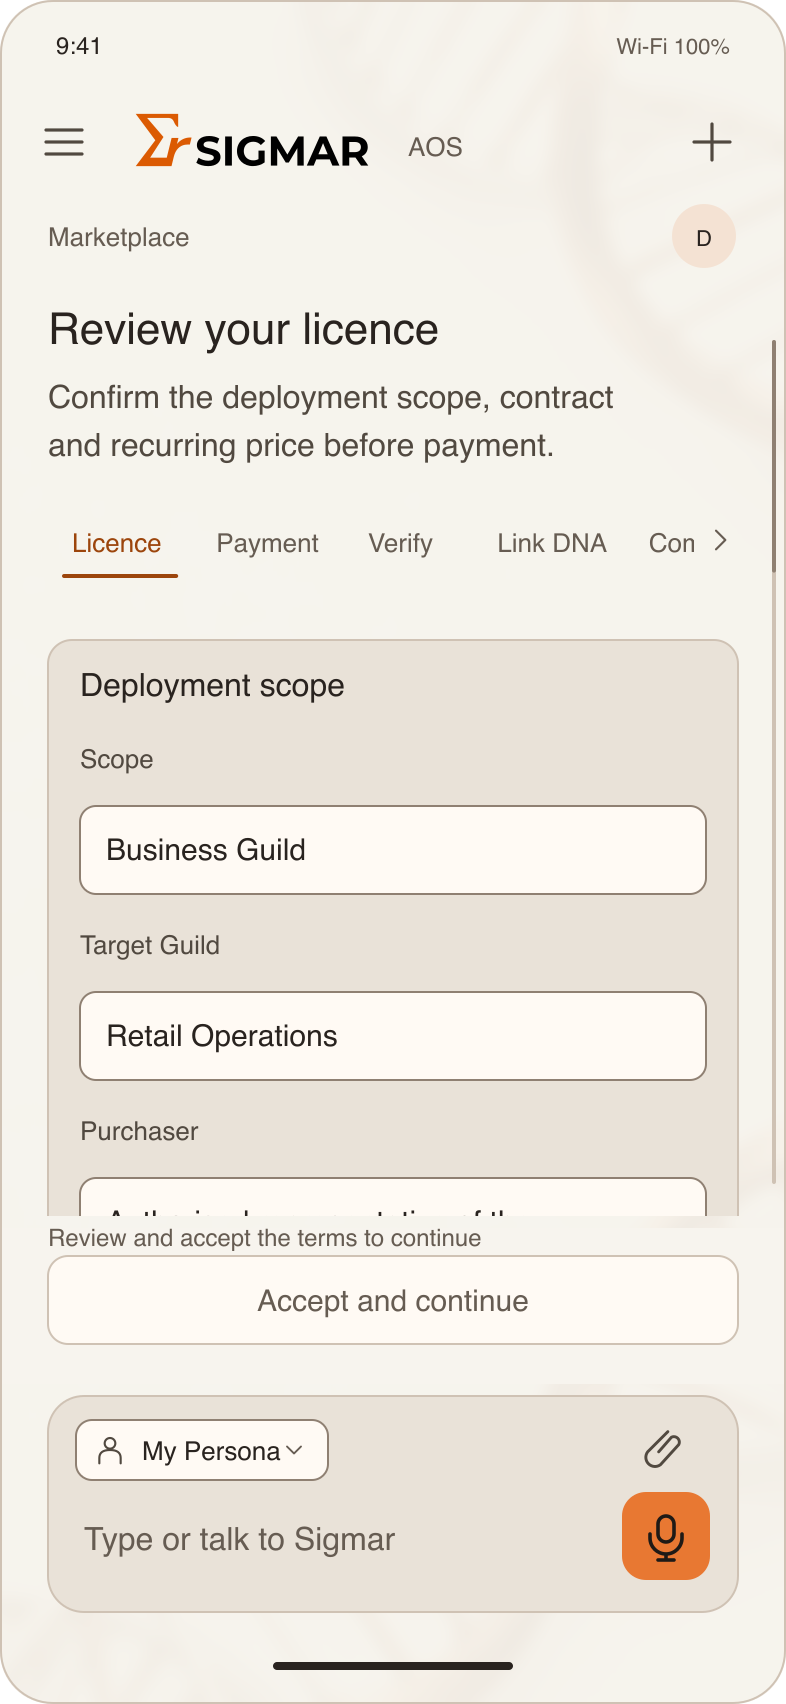 9:41
Wi-Fi 100%
Σr SIGMAR AOS
Marketplace
D
Review your licence
Confirm the deployment scope, contract
and recurring price before payment.
Licence Payment Verify Link DNA Con
Deployment scope
Scope
Business Guild
Target Guild
Retail Operations
Purchaser
Review and accept the terms to continue
Accept and continue
My Persona
Type or talk to Sigmar